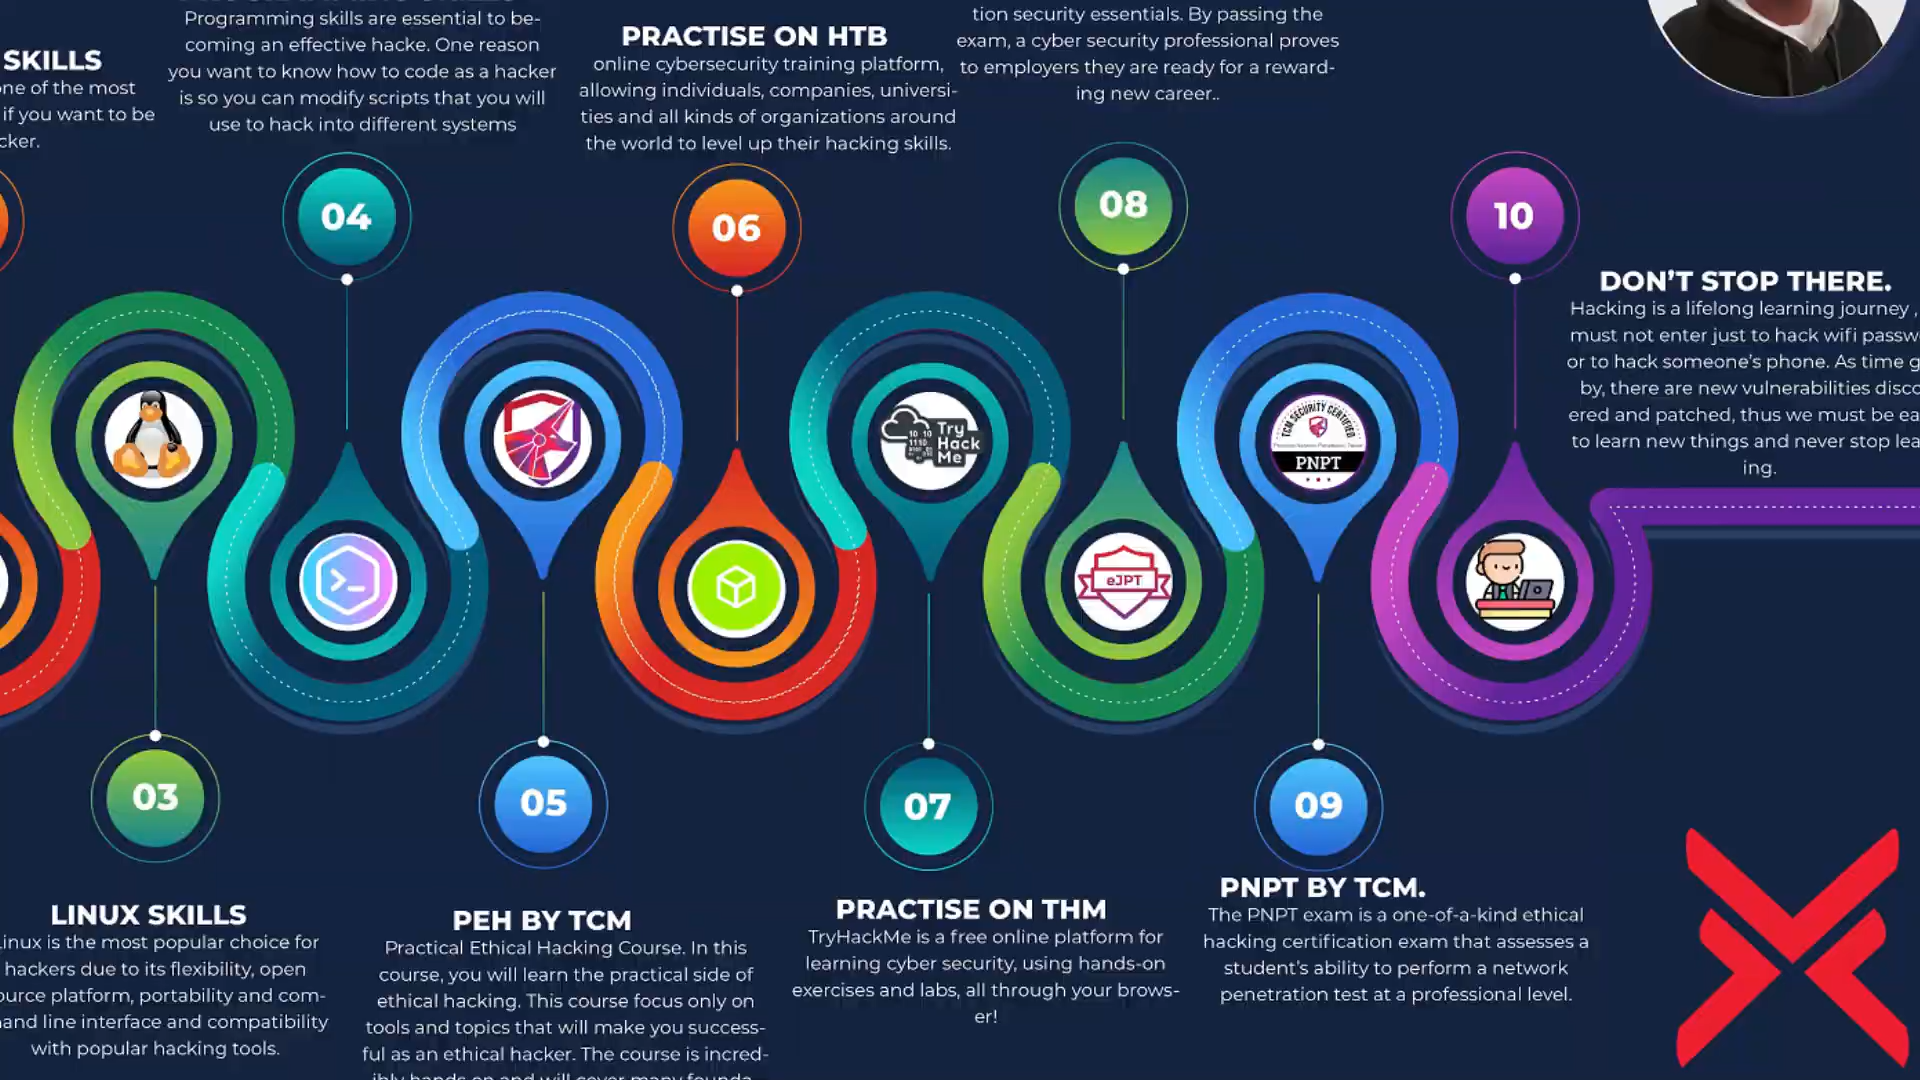 SKILLS
one of the most
if you want to be
cker.
Programming skills are essential to be-
coming an effective hacke. One reason
you want to know how to code as a hacker
is so you can modify scripts that you will
use to hack into different systems
PRACTISE ON HTB
online cybersecurity training platform,
allowing individuals, companies, universi-
ties and all kinds of organizations around
the world to level up their hacking skills.
tion security essentials. By passing the
exam, a cyber security professional proves
to employers they are ready for a reward-
ing new career..
04
06
08
10
DON'T STOP THERE.
Hacking is a lifelong learning journey ,
must not enter just to hack wifi passw
or to hack someone's phone. As time g
by, there are new vulnerabilities disco
ered and patched, thus we must be ea
to learn new things and never stop lea
ing.
Try
Hack
Me
TCM SECURITY CERTIFIED
PNPT
eJPT
03
05
07
09
LINUX SKILLS
Linux is the most popular choice for
hackers due to its flexibility, open
ource platform, portability and com-
and line interface and compatibility
with popular hacking tools.
PEH BY TCM
Practical Ethical Hacking Course. In this
course, you will learn the practical side of
ethical hacking. This course focus only on
tools and topics that will make you success-
ful as an ethical hacker. The course is incred-
ibly hands on and will cover many founda-
PRACTISE ON THM
TryHackMe is a free online platform for
learning cyber security, using hands-on
exercises and labs, all through your brows-
er!
PNPT BY TCM.
The PNPT exam is a one-of-a-kind ethical
hacking certification exam that assesses a
student's ability to perform a network
penetration test at a professional level.